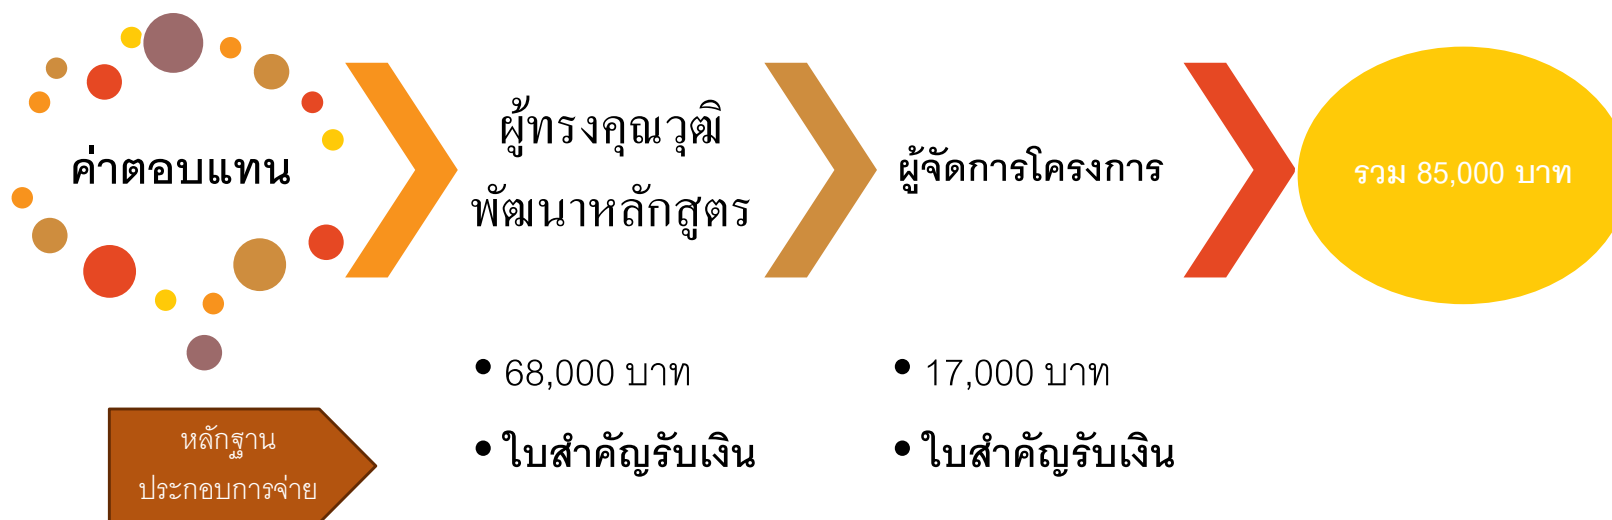 ค่าตอบแทน
ผู้ทรงคุณวุฒิ
พัฒนาหลักสูตร
ผู้จัดการโครงการ
รวม 85,000 บาท
• 68,000 บาท
• ใบสำคัญรับเงิน
• 17,000 บาท
• ใบสำคัญรับเงิน
หลักฐาน
ประกอบการจ่าย